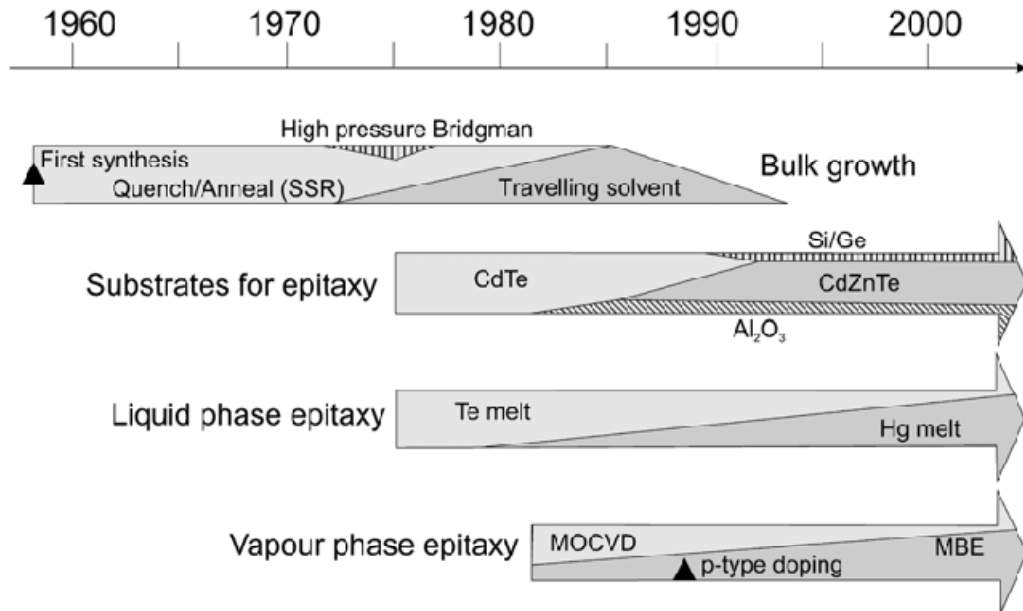 1960 1970 1980 1990 2000
High pressure Bridgman
First synthesis
Bulk growth
Quench/Anneal (SSR) Travelling solvent
Si/Ge
Substrates for epitaxy CdTe CdZnTe
Al₂O₃
Liquid phase epitaxy Te melt
Hg melt
Vapour phase epitaxy MOCVD MBE
p-type doping